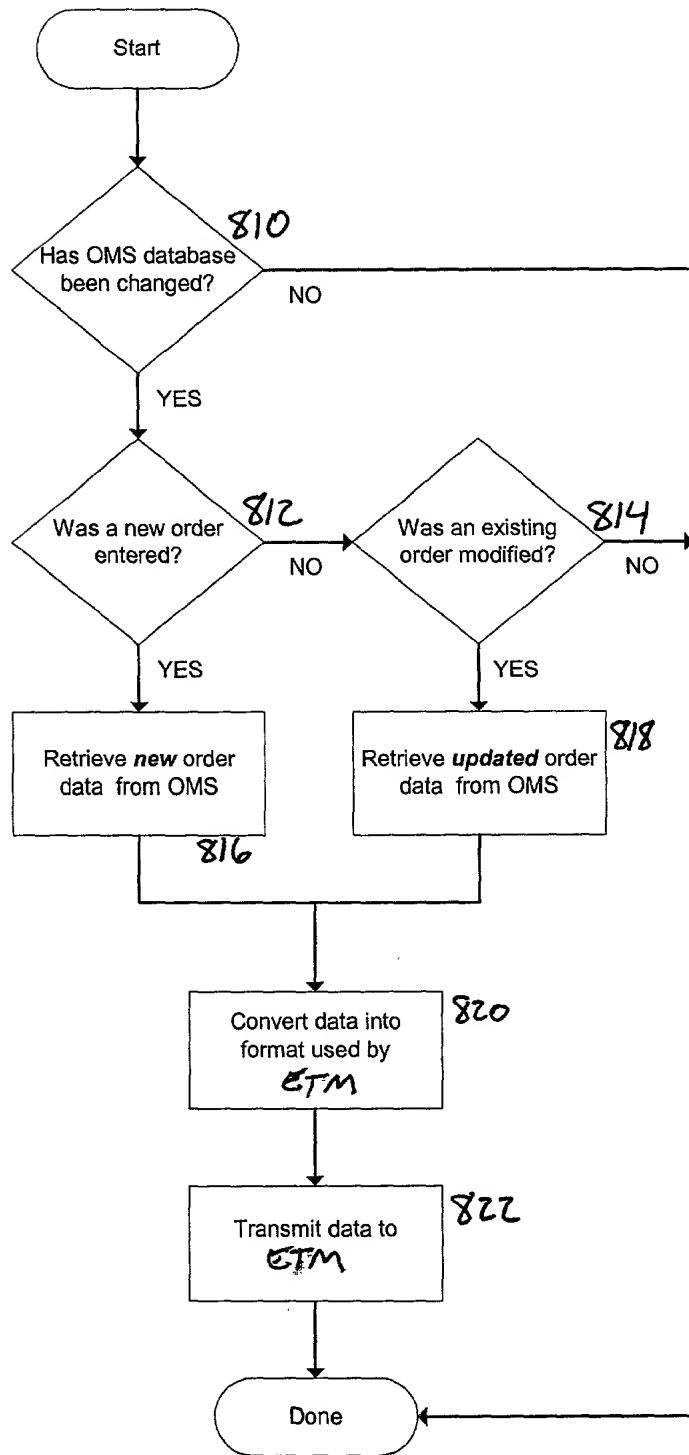 Start
810
Has OMS database
been changed?
NO
YES
812
Was a new order
entered?
NO
814
Was an existing
order modified?
NO
YES
YES
Retrieve new order
data from OMS
816
818
Retrieve updated order
data from OMS
820
Convert data into
format used by
ETM
822
Transmit data to
ETM
Done